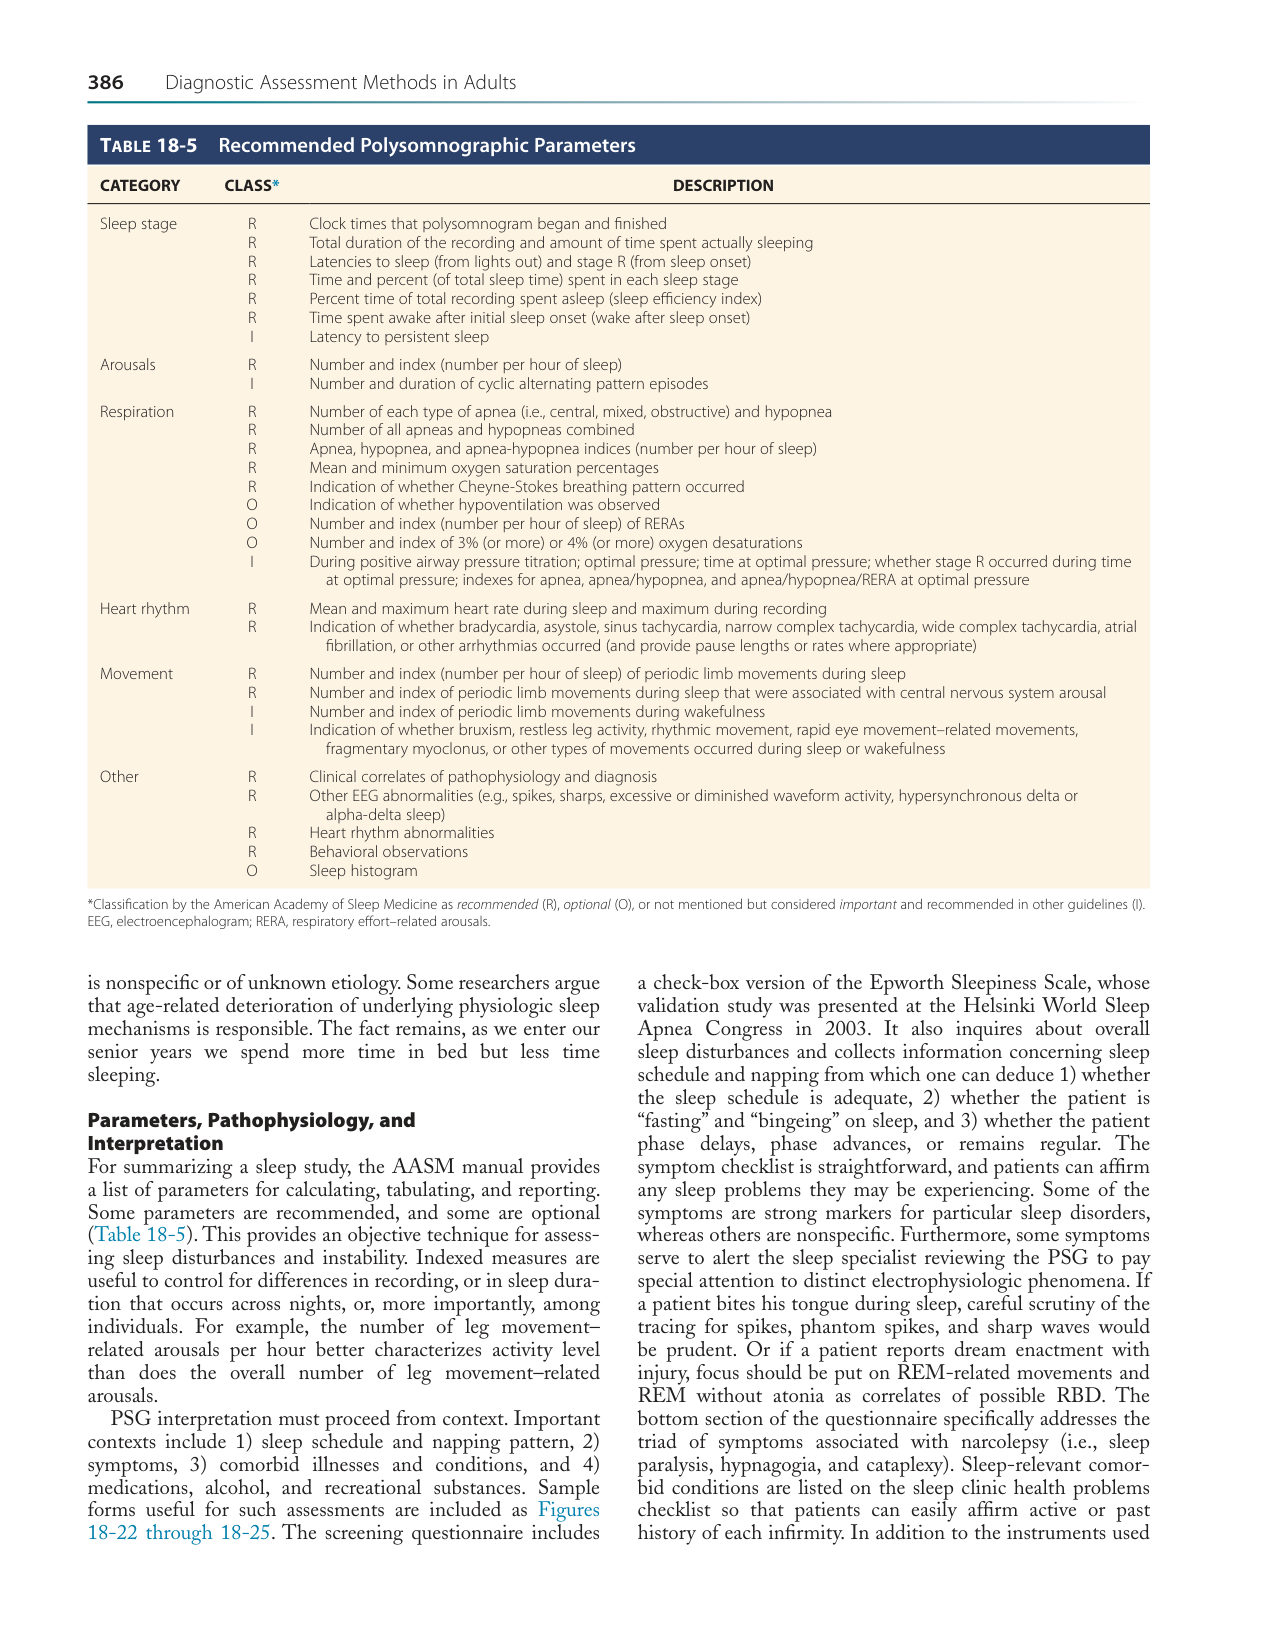 386 Diagnostic Assessment Methods in Adults
TABLE 18-5 Recommended Polysomnographic Parameters
CATEGORY CLASS* DESCRIPTION
Sleep stage R Clock times that polysomnogram began and finished
R Total duration of the recording and amount of time spent actually sleeping
R Latencies to sleep (from lights out) and stage R (from sleep onset)
R Time and percent (of total sleep time) spent in each sleep stage
R Percent time of total recording spent asleep (sleep efficiency index)
R Time spent awake after initial sleep onset (wake after sleep onset)
I Latency to persistent sleep
Arousals R Number and index (number per hour of sleep)
I Number and duration of cyclic alternating pattern episodes
Respiration R Number of each type of apnea (i.e., central, mixed, obstructive) and hypopnea
R Number of all apneas and hypopneas combined
R Apnea, hypopnea, and apnea-hypopnea indices (number per hour of sleep)
R Mean and minimum oxygen saturation percentages
R Indication of whether Cheyne-Stokes breathing pattern occurred
O Indication of whether hypoventilation was observed
O Number and index (number per hour of sleep) of RERAs
O Number and index of 3% (or more) or 4% (or more) oxygen desaturations
I During positive airway pressure titration; optimal pressure; time at optimal pressure; whether stage R occurred during time
at optimal pressure; indexes for apnea, apnea/hypopnea, and apnea/hypopnea/RERA at optimal pressure
Heart rhythm R Mean and maximum heart rate during sleep and maximum during recording
R Indication of whether bradycardia, asystole, sinus tachycardia, narrow complex tachycardia, wide complex tachycardia, atrial
fibrillation, or other arrhythmias occurred (and provide pause lengths or rates where appropriate)
Movement R Number and index (number per hour of sleep) of periodic limb movements during sleep
R Number and index of periodic limb movements during sleep that were associated with central nervous system arousal
I Number and index of periodic limb movements during wakefulness
I Indication of whether bruxism, restless leg activity, rhythmic movement, rapid eye movement–related movements,
fragmentary myoclonus, or other types of movements occurred during sleep or wakefulness
Other R Clinical correlates of pathophysiology and diagnosis
R Other EEG abnormalities (e.g., spikes, sharps, excessive or diminished waveform activity, hypersynchronous delta or
alpha-delta sleep)
R Heart rhythm abnormalities
R Behavioral observations
O Sleep histogram
*Classification by the American Academy of Sleep Medicine as recommended (R), optional (O), or not mentioned but considered important and recommended in other guidelines (I).
EEG, electroencephalogram; RERA, respiratory effort–related arousals.
is nonspecific or of unknown etiology. Some researchers argue
that age-related deterioration of underlying physiologic sleep
mechanisms is responsible. The fact remains, as we enter our
senior years we spend more time in bed but less time
sleeping.
Parameters, Pathophysiology, and
Interpretation
For summarizing a sleep study, the AASM manual provides
a list of parameters for calculating, tabulating, and reporting.
Some parameters are recommended, and some are optional
(Table 18-5). This provides an objective technique for assess-
ing sleep disturbances and instability. Indexed measures are
useful to control for differences in recording, or in sleep dura-
tion that occurs across nights, or, more importantly, among
individuals. For example, the number of leg movement–
related arousals per hour better characterizes activity level
than does the overall number of leg movement–related
arousals.
PSG interpretation must proceed from context. Important
contexts include 1) sleep schedule and napping pattern, 2)
symptoms, 3) comorbid illnesses and conditions, and 4)
medications, alcohol, and recreational substances. Sample
forms useful for such assessments are included as Figures
18-22 through 18-25. The screening questionnaire includes
a check-box version of the Epworth Sleepiness Scale, whose
validation study was presented at the Helsinki World Sleep
Apnea Congress in 2003. It also inquires about overall
sleep disturbances and collects information concerning sleep
schedule and napping from which one can deduce 1) whether
the sleep schedule is adequate, 2) whether the patient is
“fasting” and “bingeing” on sleep, and 3) whether the patient
phase delays, phase advances, or remains regular. The
symptom checklist is straightforward, and patients can affirm
any sleep problems they may be experiencing. Some of the
symptoms are strong markers for particular sleep disorders,
whereas others are nonspecific. Furthermore, some symptoms
serve to alert the sleep specialist reviewing the PSG to pay
special attention to distinct electrophysiologic phenomena. If
a patient bites his tongue during sleep, careful scrutiny of the
tracing for spikes, phantom spikes, and sharp waves would
be prudent. Or if a patient reports dream enactment with
injury, focus should be put on REM-related movements and
REM without atonia as correlates of possible RBD. The
bottom section of the questionnaire specifically addresses the
triad of symptoms associated with narcolepsy (i.e., sleep
paralysis, hypnagogia, and cataplexy). Sleep-relevant comor-
bid conditions are listed on the sleep clinic health problems
checklist so that patients can easily affirm active or past
history of each infirmity. In addition to the instruments used